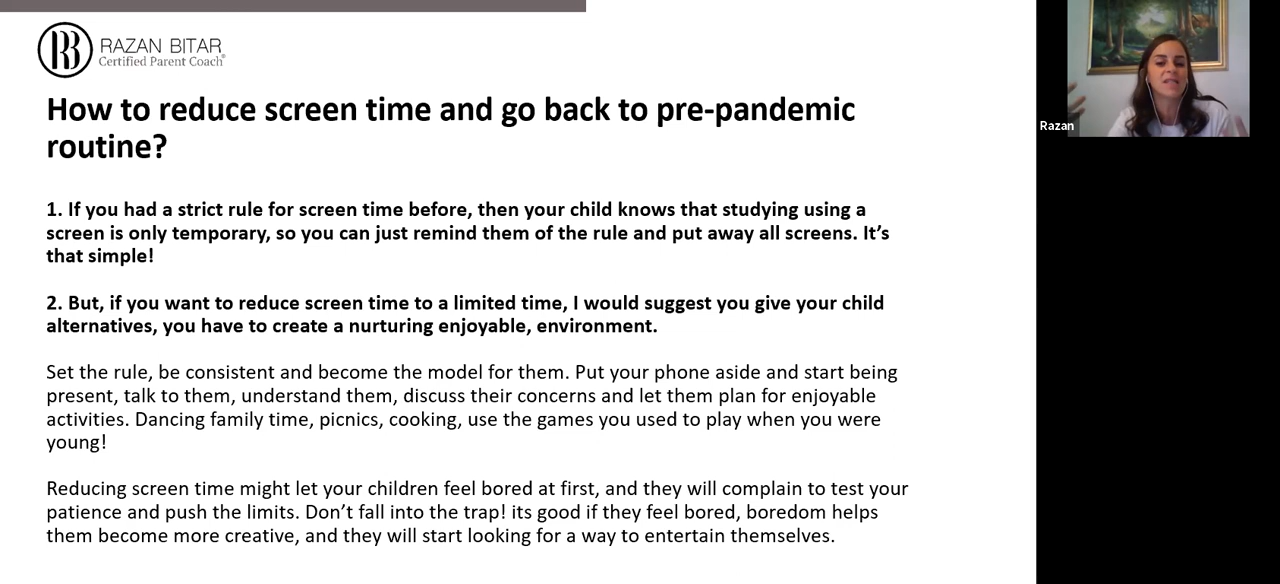 RAZAN BITAR
Certified Parent Coach®
How to reduce screen time and go back to pre-pandemic
routine?
1. If you had a strict rule for screen time before, then your child knows that studying using a
screen is only temporary, so you can just remind them of the rule and put away all screens. It’s
that simple!
2. But, if you want to reduce screen time to a limited time, I would suggest you give your child
alternatives, you have to create a nurturing enjoyable, environment.
Set the rule, be consistent and become the model for them. Put your phone aside and start being
present, talk to them, understand them, discuss their concerns and let them plan for enjoyable
activities. Dancing family time, picnics, cooking, use the games you used to play when you were
young!
Reducing screen time might let your children feel bored at first, and they will complain to test your
patience and push the limits. Don’t fall into the trap! its good if they feel bored, boredom helps
them become more creative, and they will start looking for a way to entertain themselves.
Razan